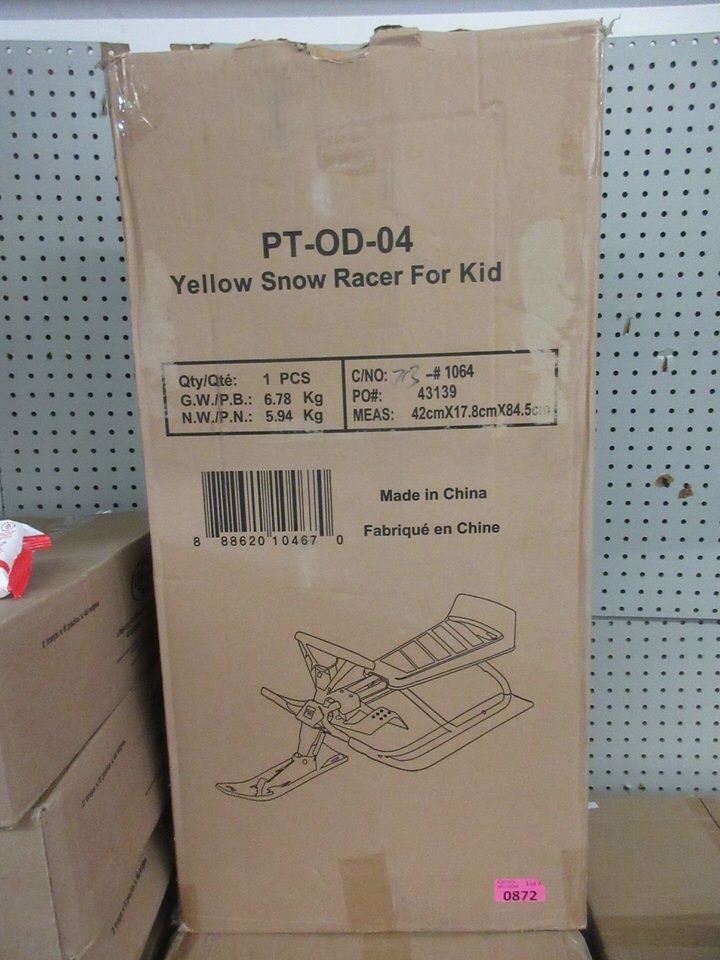 PT-OD-04
Yellow Snow Racer For Kid
Qty/Qté: 1 PCS
G.W./P.B.: 6.78 Kg
N.W./P.N.: 5.94 Kg
C/NO: 713 -# 1064
PO#: 43139
MEAS: 42cmX17.8cmX84.5cm
8 88620 10467 0
Made in China
Fabriqué en Chine
0872